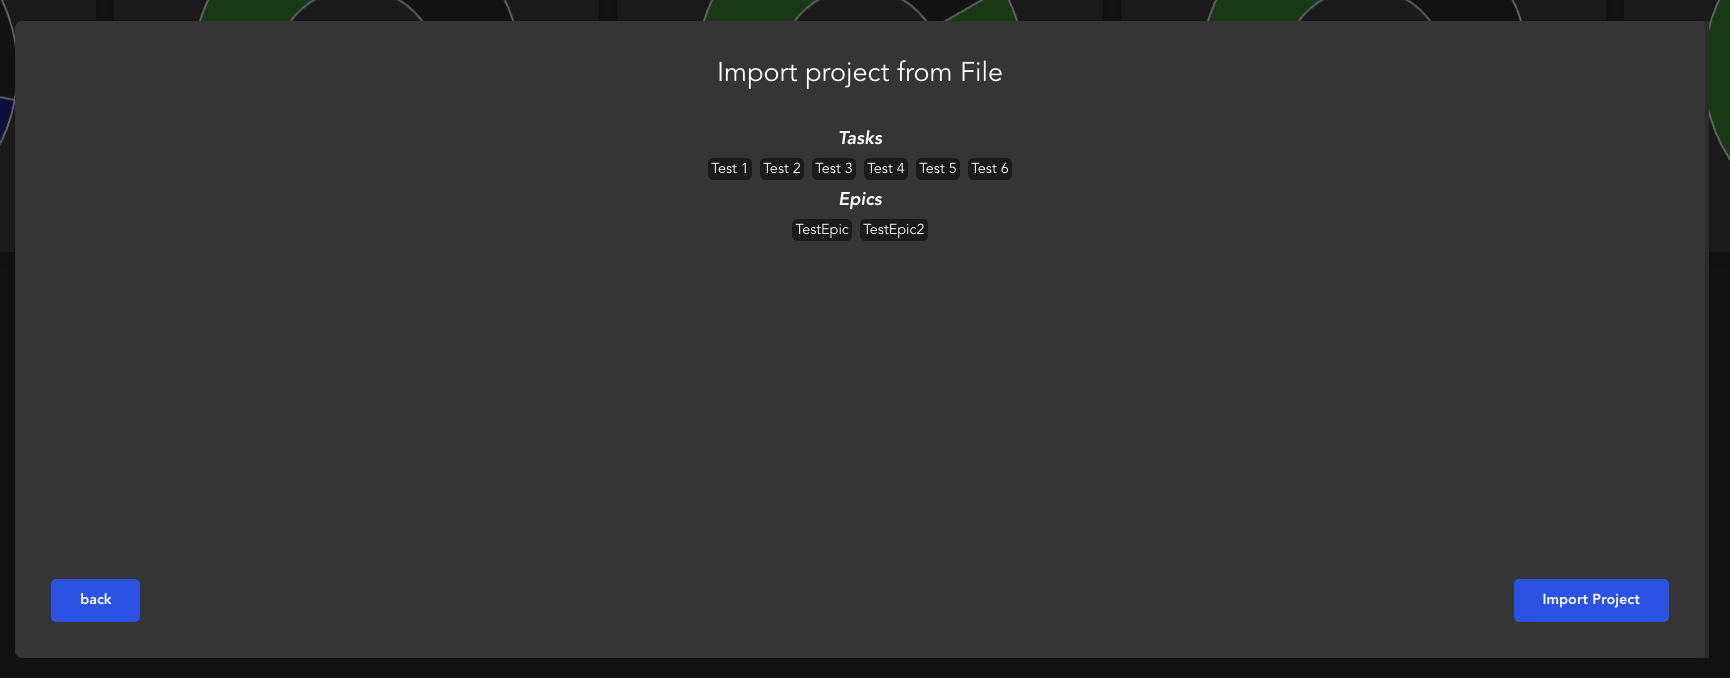 Import project from File
Tasks
Test 1 Test 2 Test 3 Test 4 Test 5 Test 6
Epics
TestEpic TestEpic2
back Import Project